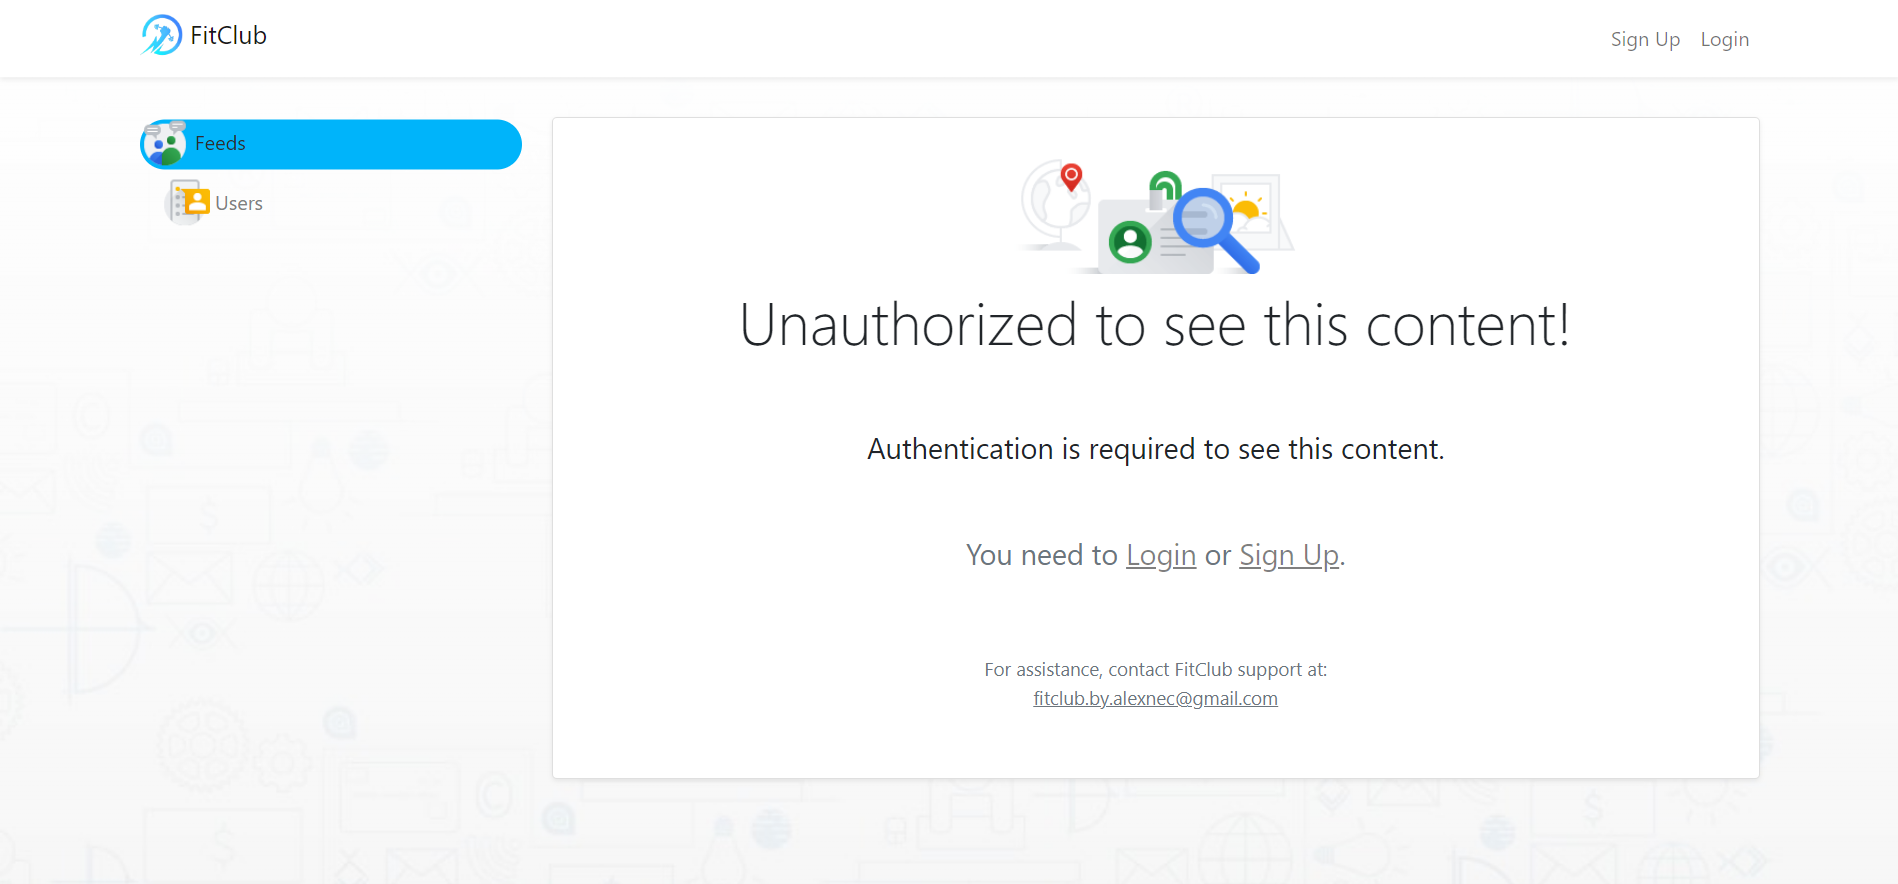 FitClub
Sign Up Login
Feeds
Users
Unauthorized to see this content!
Authentication is required to see this content.
You need to Login or Sign Up.
For assistance, contact FitClub support at:
fitclub.by.alexnec@gmail.com